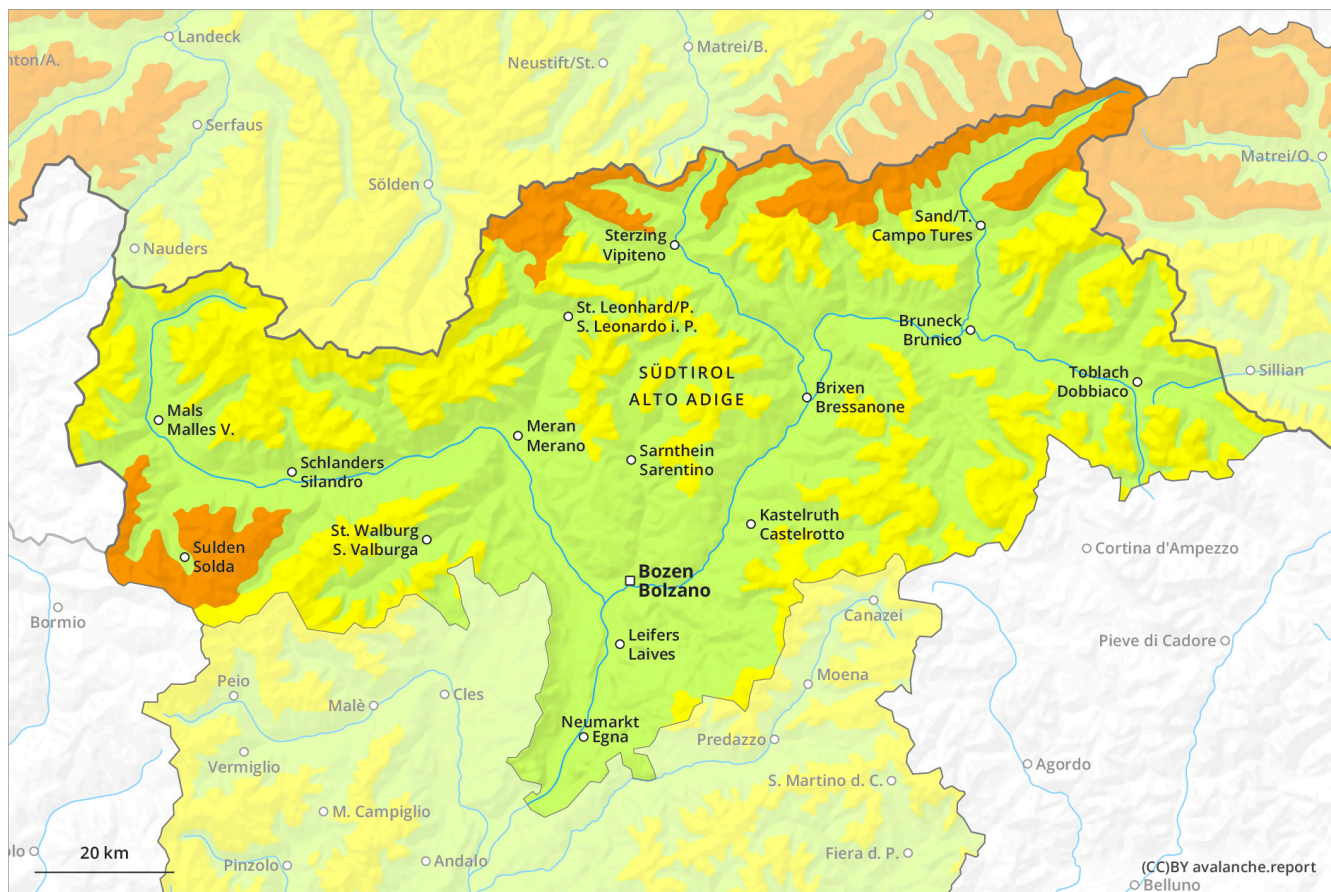 Landeck
nton/A.
Matrei/B.
Neustift/St.
Serfaus
Matrei/O.
Sölden
Nauders
Sand/T.
Campo Tures
Sterzing
Vipiteno
St. Leonhard/P.
S. Leonardo i. P.
Bruneck
Brunico
SÜDTIROL
ALTO ADIGE
Toblach
Dobbiaco
Sillian
Brixen
Bressanone
Mals
Malles V.
Meran
Merano
Sarnthein
Sarentino
Schlanders
Silandro
Kastelruth
Castelrotto
St. Walburg
S. Valburga
Sulden
Solda
Cortina d'Ampezzo
Bozen
Bolzano
Bormio
Canazei
Leifers
Laives
Pieve di Cadore
Peio
Moena
Malè
Cles
Neumarkt
Egna
Predazzo
Vermiglio
Agordo
S. Martino d. C.
M. Campiglio
olo
20 km
Pinzolo
Andalo
Fiera d. P.
(CC)BY avalanche.report
Belluno